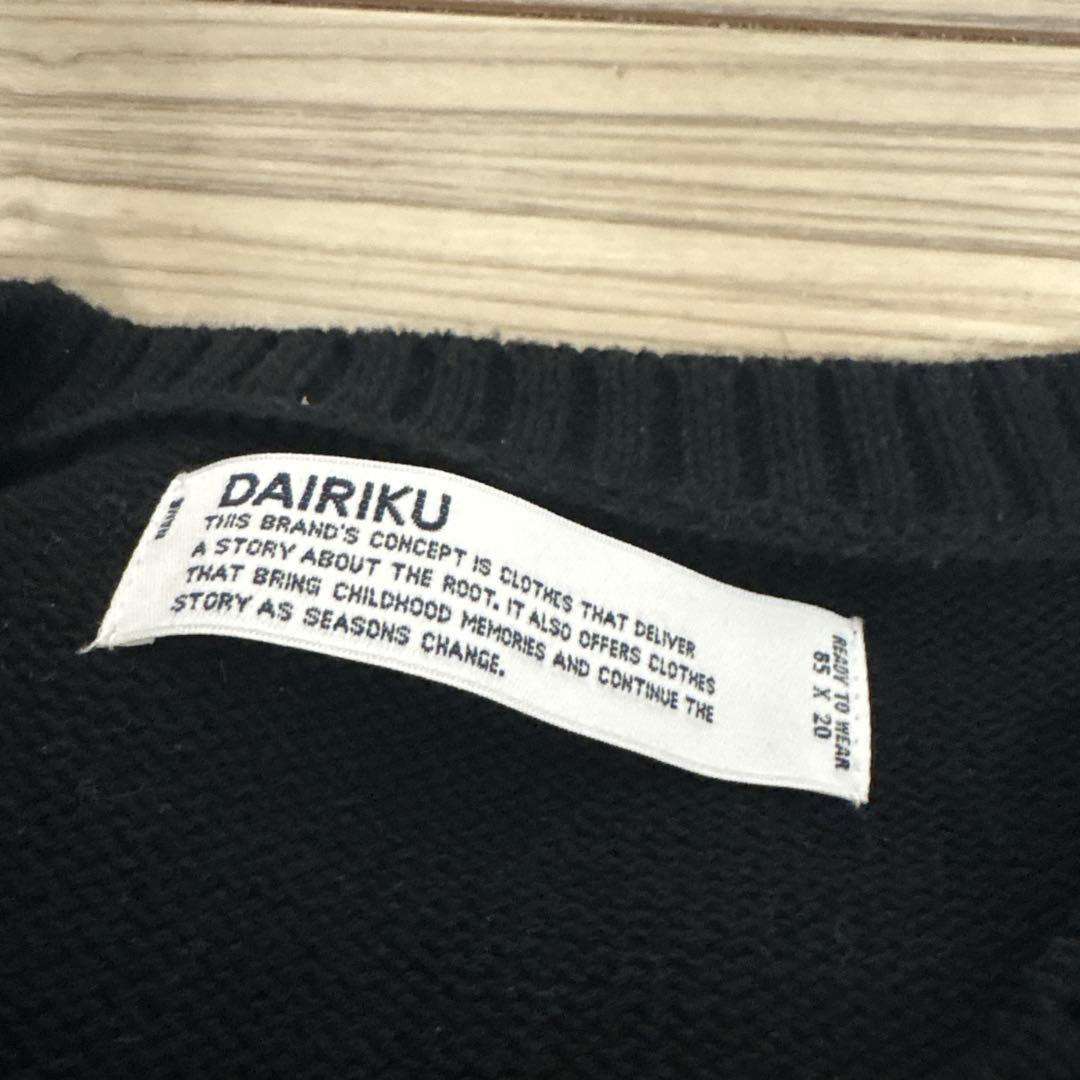 DAIRIKU
THIS BRAND'S CONCEPT IS CLOTHES THAT DELIVER
A STORY ABOUT THE ROOT. IT ALSO OFFERS CLOTHES
THAT BRING CHILDHOOD MEMORIES AND CONTINUE THE
STORY AS SEASONS CHANGE.
READY TO WEAR
85 X 20